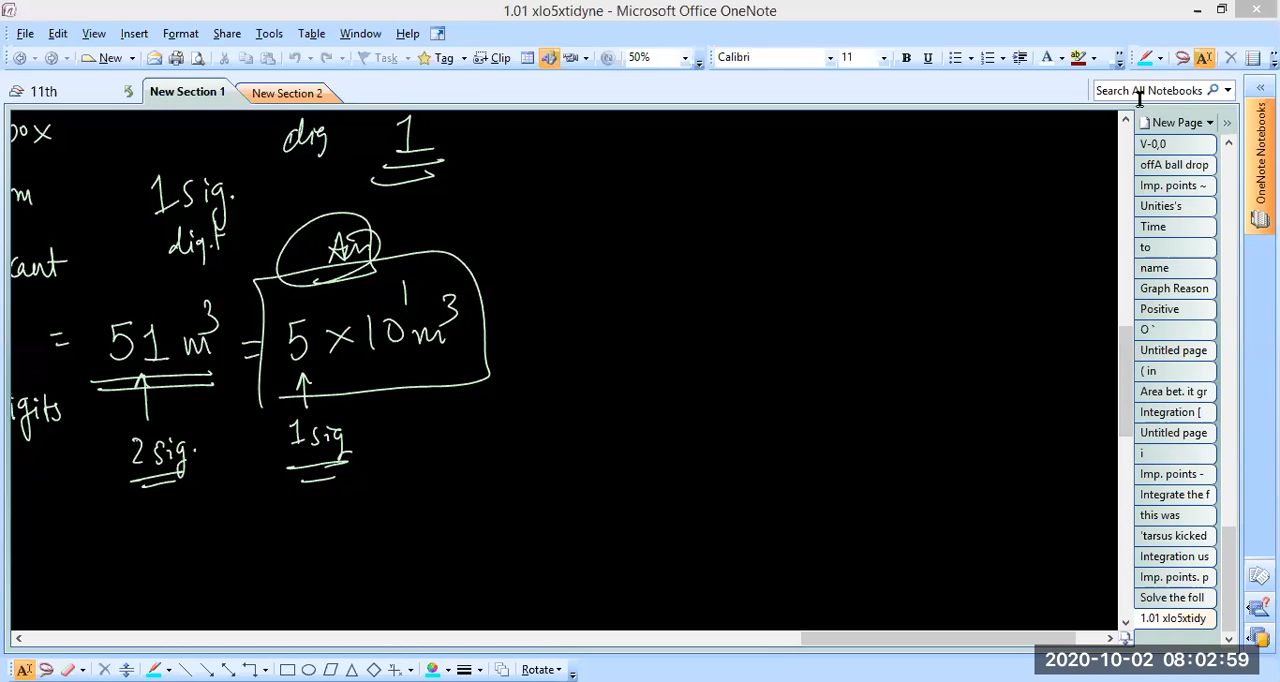 1.01 xlo5xtidyne - Microsoft Office OneNote
File Edit View Insert Format Share Tools Table Window Help
New Task Tag Clip 50% Calibri 11 B U A
11th New Section 1 New Section 2 Search All Notebooks
New Page
OneNote Notebooks
V-0,0
offA ball drop
Imp. points ~
Unities's
Time
to
name
Graph Reason
Positive
O `
Untitled page
( in
Area bet. it gr
Integration [
Untitled page
i
Imp. points -
Integrate the f
this was
'tarsus kicked
Integration us
Imp. points. p
Solve the foll
1.01 xlo5xtidy
box dig 1
m 1 sig.
digit
cant
= 51 m³ = 5 × 10¹ m³
igits
2 sig. 1 sig
Rotate
2020-10-02 08:02:59